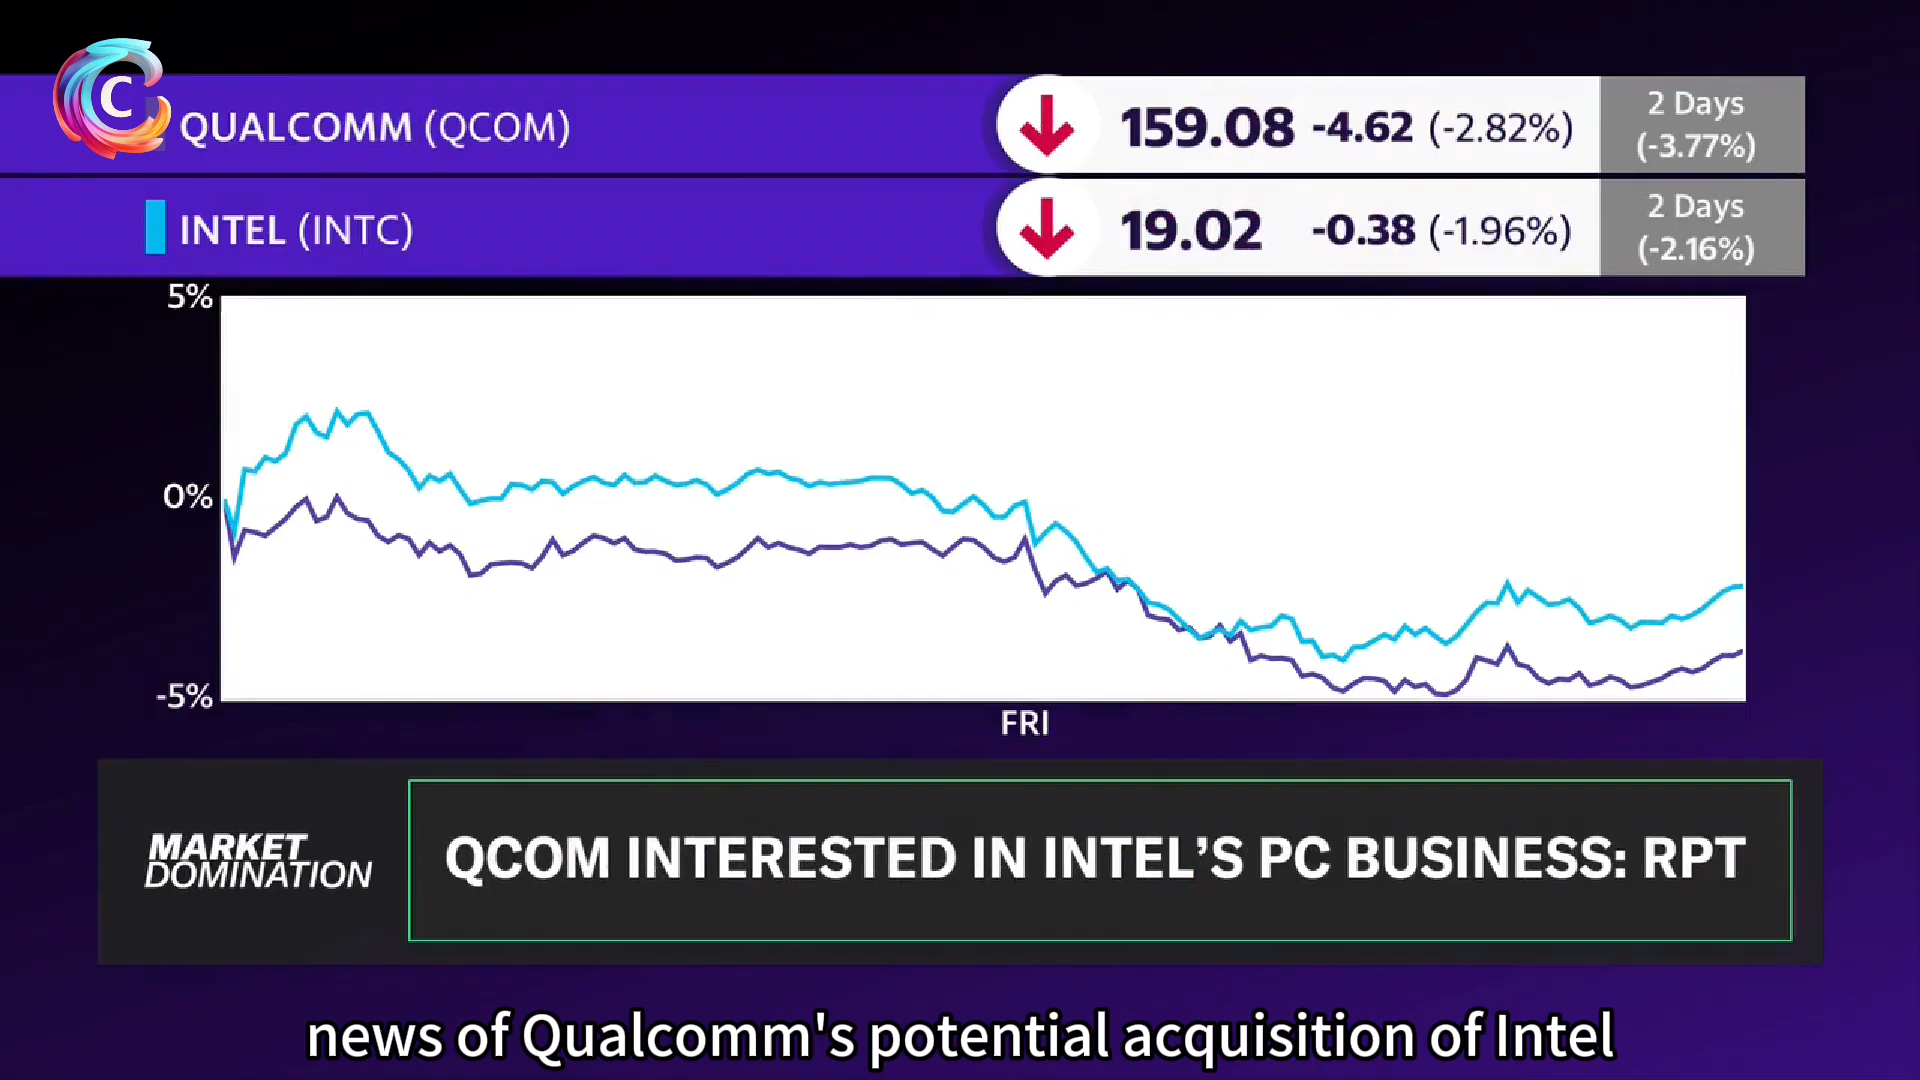 C
QUALCOMM (QCOM) 159.08 -4.62 (-2.82%) 2 Days (-3.77%)
INTEL (INTC) 19.02 -0.38 (-1.96%) 2 Days (-2.16%)
5%
0%
-5%
FRI
MARKET DOMINATION
QCOM INTERESTED IN INTEL’S PC BUSINESS: RPT
news of Qualcomm's potential acquisition of Intel